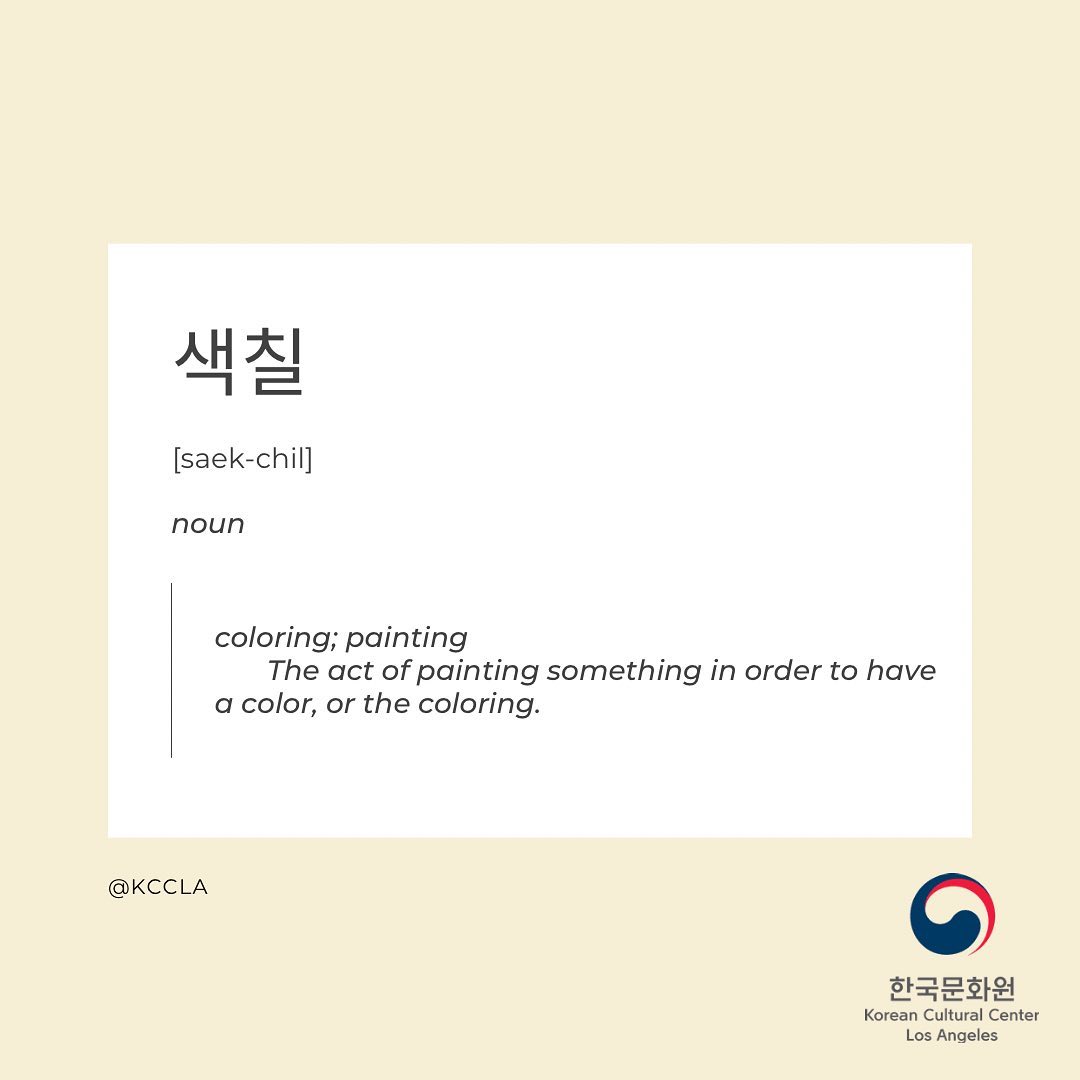 색칠
[saek-chil]
noun
coloring; painting
The act of painting something in order to have
a color, or the coloring.
@KCCLA
한국문화원
Korean Cultural Center
Los Angeles